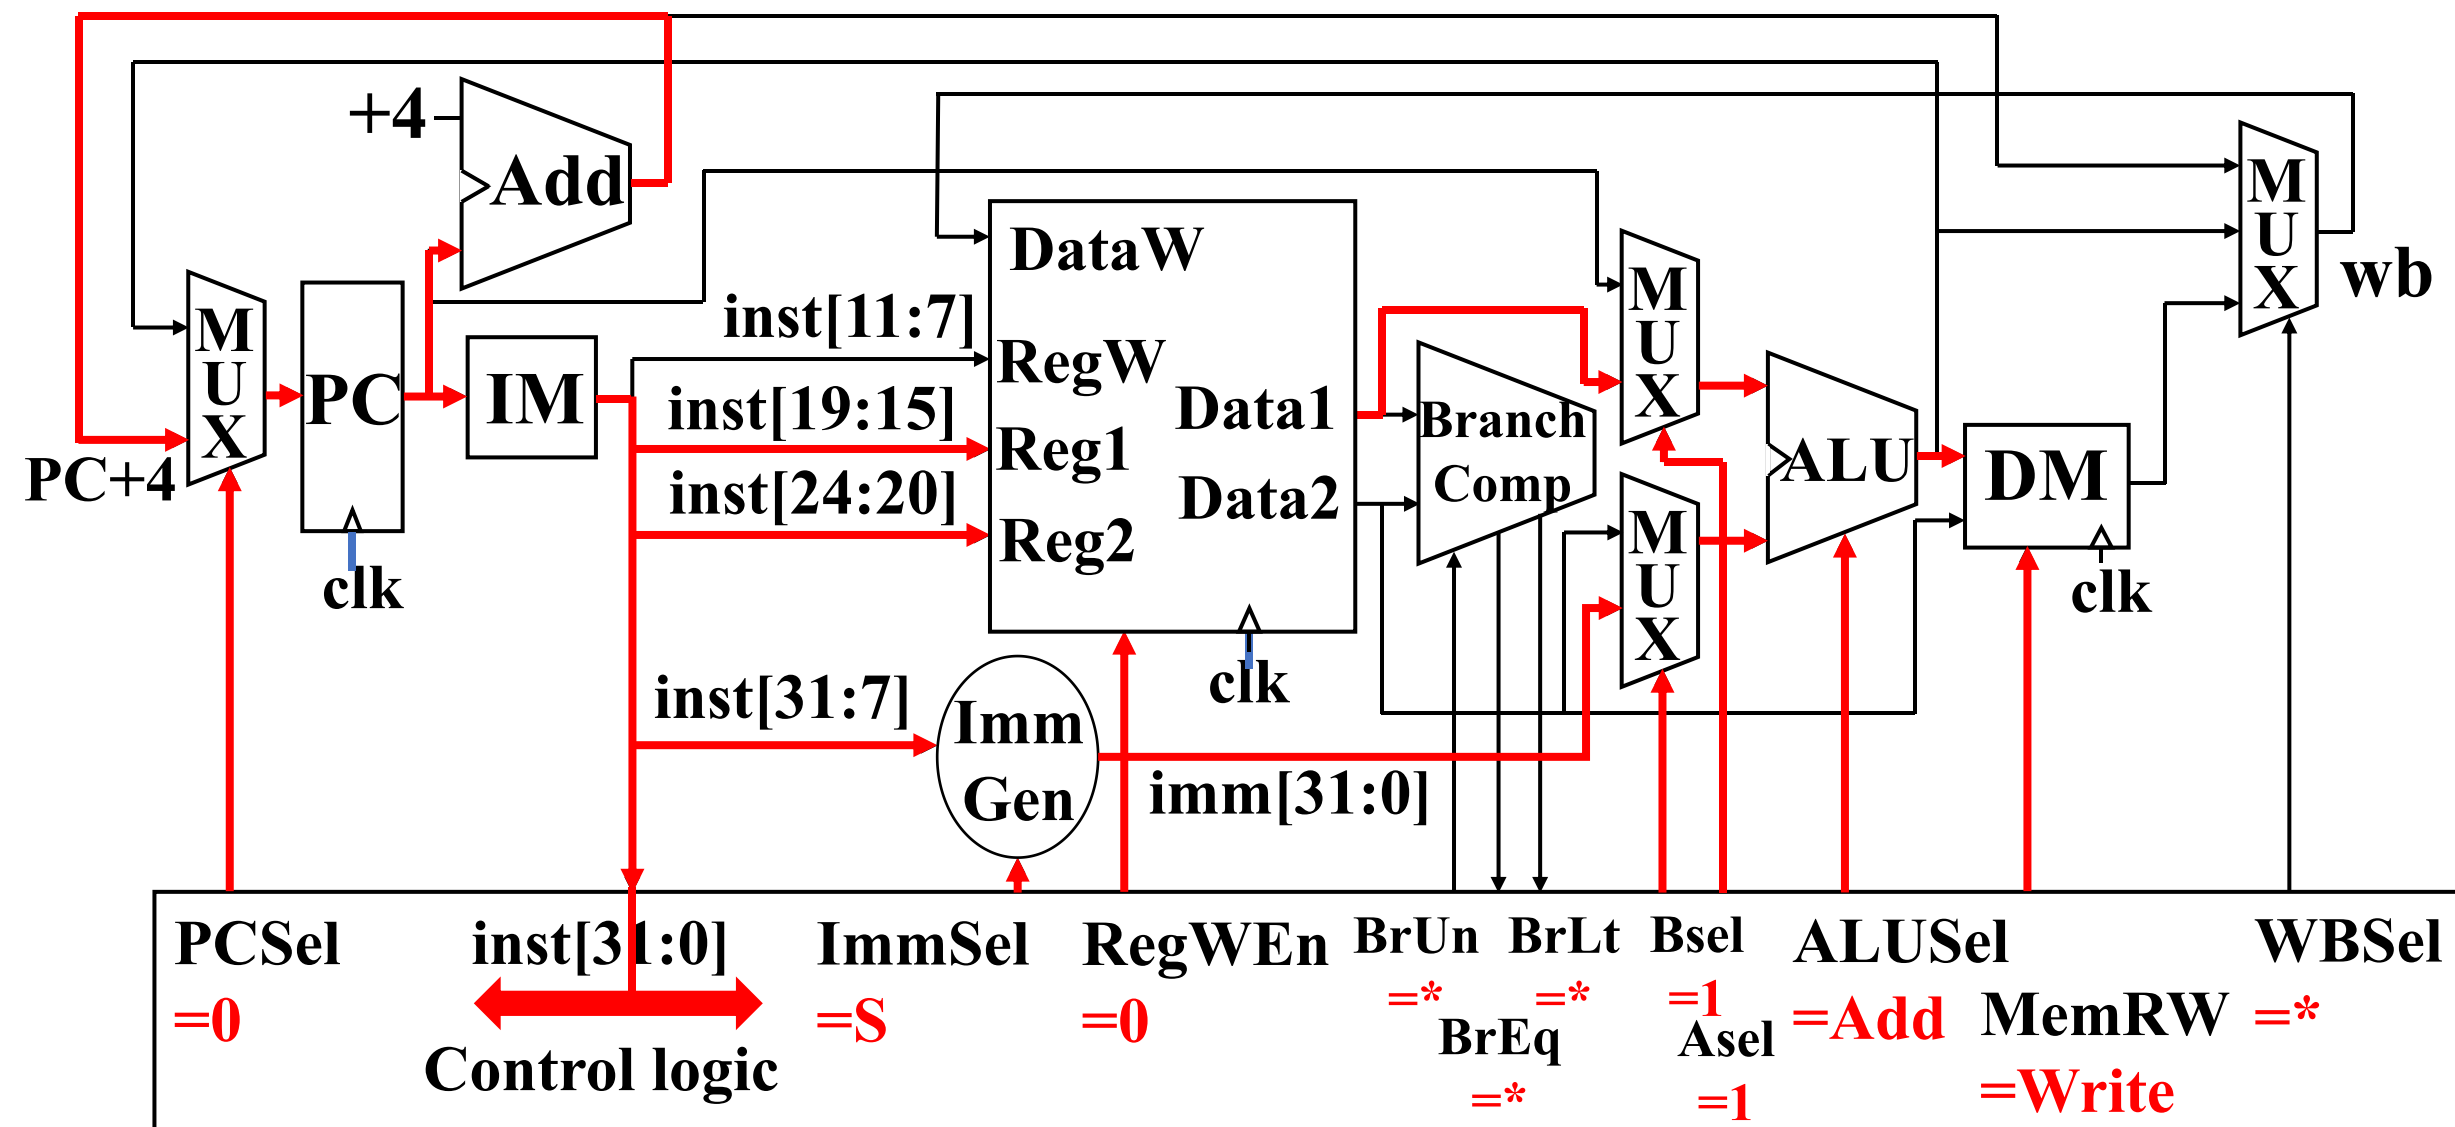 +4
Add
DataW
M
U
X
wb
inst[11:7]
M
U
X
M
U
X
PC
IM
RegW
inst[19:15]
Data1
Branch
Comp
Reg1
ALU
DM
PC+4
inst[24:20]
Data2
Reg2
M
U
X
clk
clk
clk
inst[31:7]
Imm
Gen
imm[31:0]
PCSel
=0
inst[31:0]
Control logic
ImmSel
=S
RegWEn
=0
BrUn
=*
BrLt
=*
BrEq
=*
Bsel
=1
Asel
=1
ALUSel
=Add
MemRW
=Write
WBSel
=*